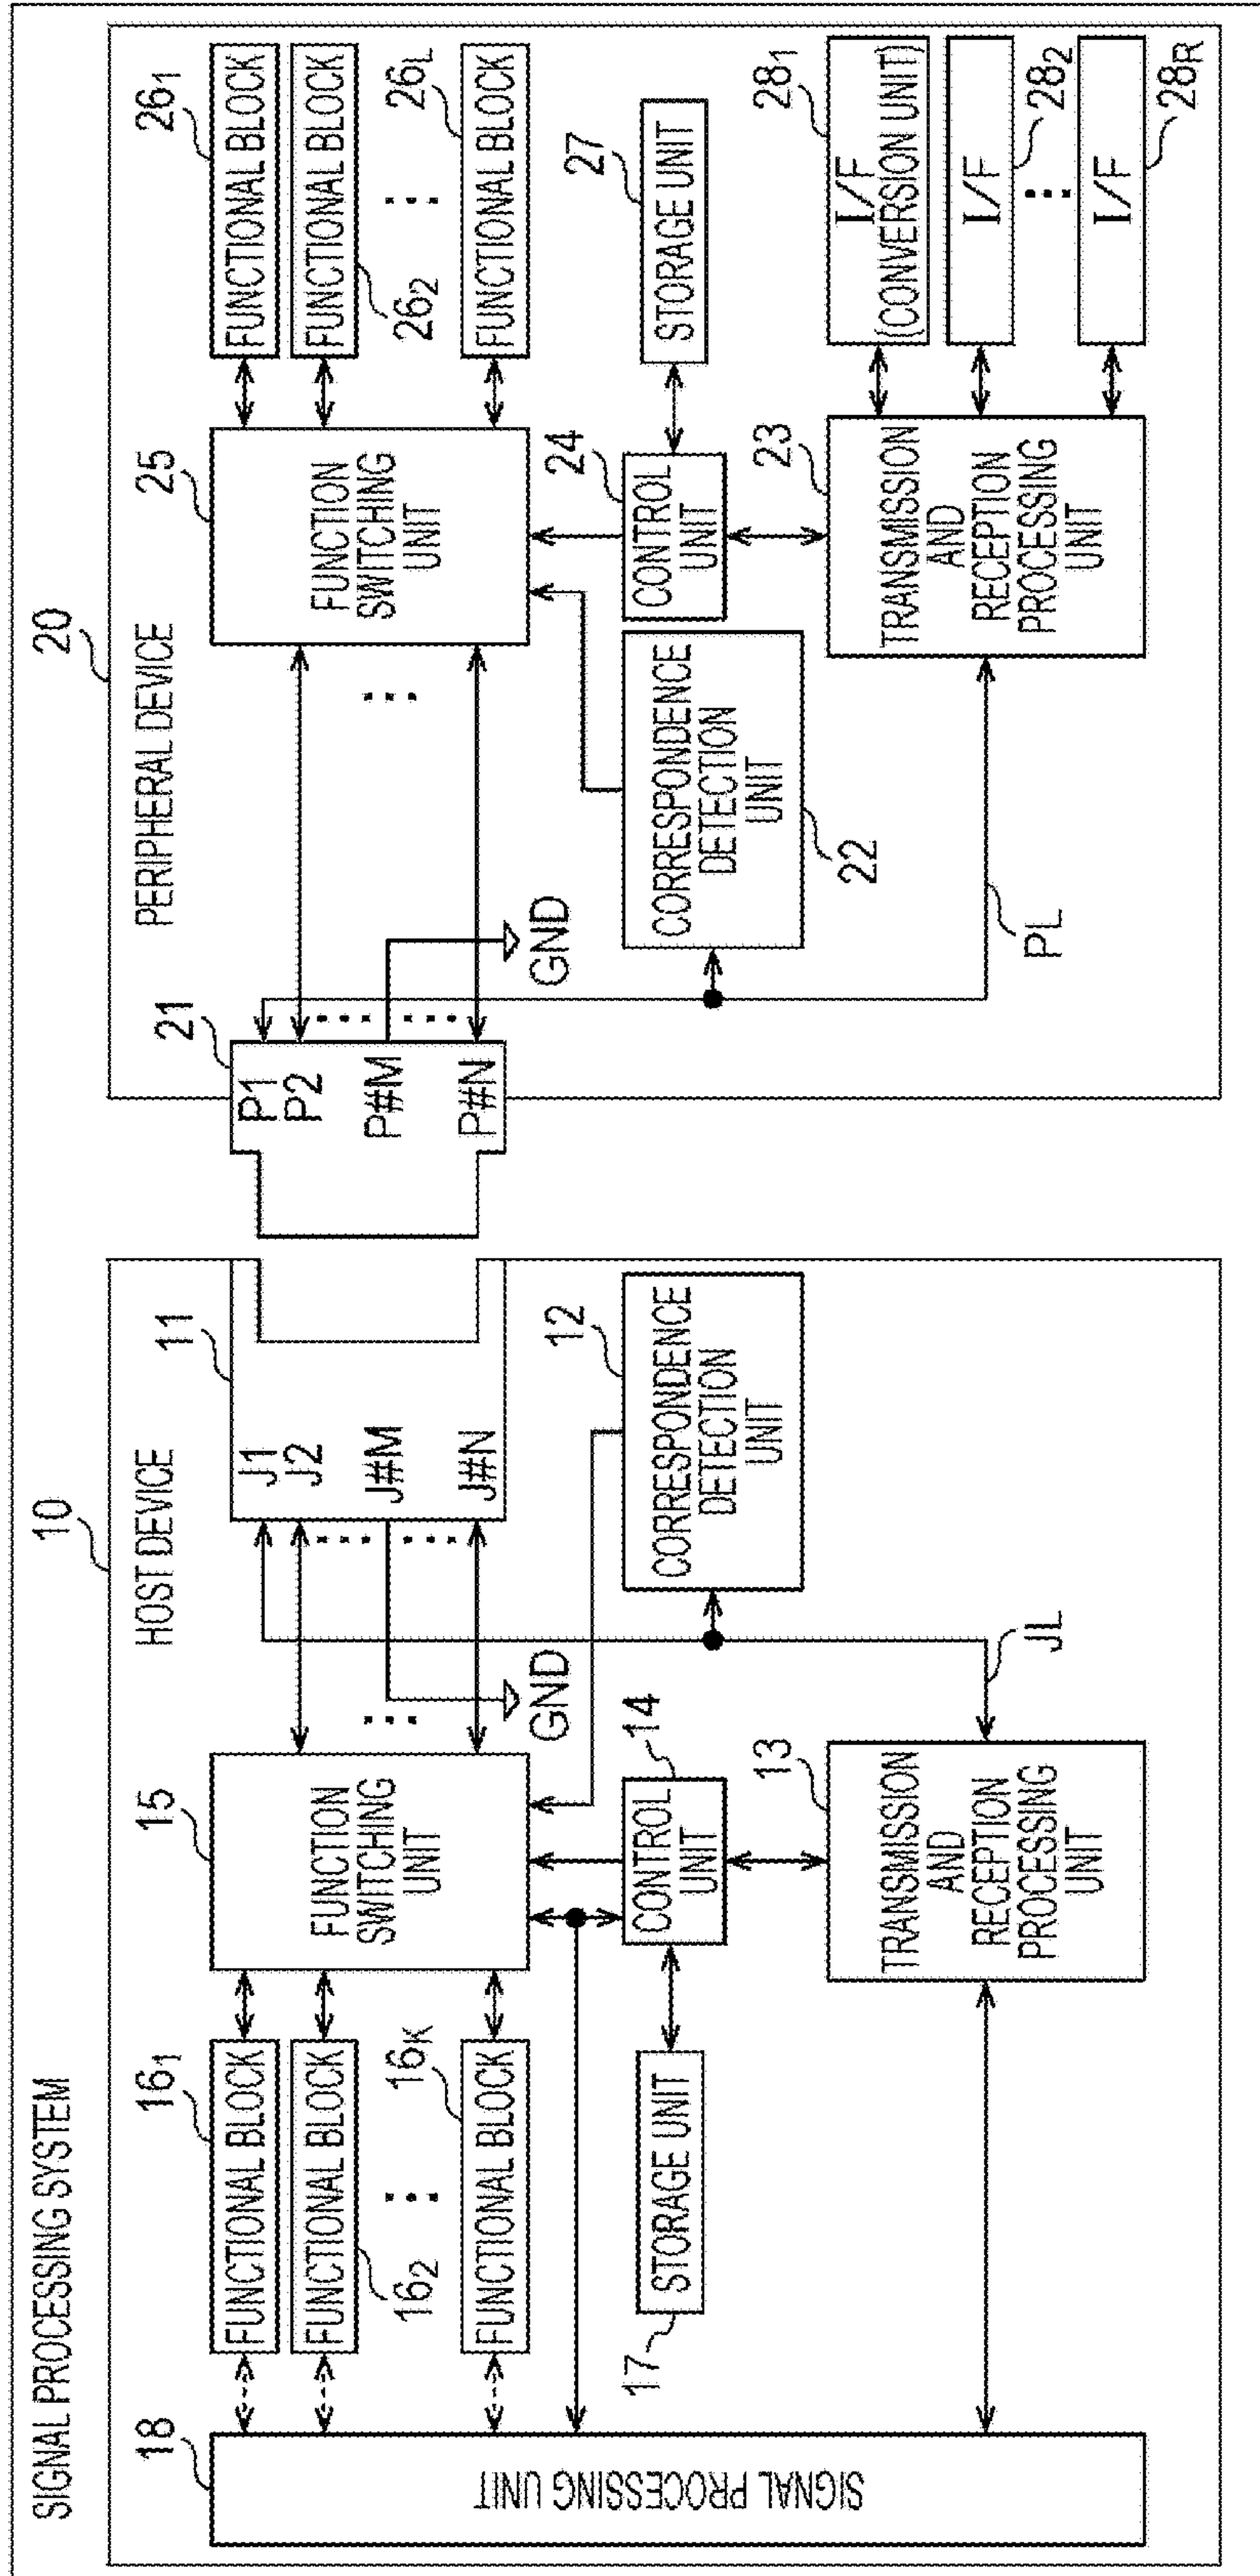 SIGNAL PROCESSING SYSTEM
10
HOST DEVICE
18
SIGNAL PROCESSING UNIT
16₁
FUNCTIONAL BLOCK
FUNCTIONAL BLOCK
16₂
16K
FUNCTIONAL BLOCK
17
STORAGE UNIT
15
FUNCTION
SWITCHING
UNIT
14
CONTROL
UNIT
13
TRANSMISSION
AND
RECEPTION
PROCESSING
UNIT
GND
JL
11
J1
J2
J#M
J#N
12
CORRESPONDENCE
DETECTION
UNIT
20
PERIPHERAL DEVICE
21
P1
P2
P#M
P#N
GND
22
CORRESPONDENCE
DETECTION
UNIT
PL
25
FUNCTION
SWITCHING
UNIT
24
CONTROL
UNIT
23
TRANSMISSION
AND
RECEPTION
PROCESSING
UNIT
26₁
FUNCTIONAL BLOCK
FUNCTIONAL BLOCK
26₂
26L
FUNCTIONAL BLOCK
27
STORAGE UNIT
28₁
I/F
(CONVERSION UNIT)
I/F
28₂
I/F
28R